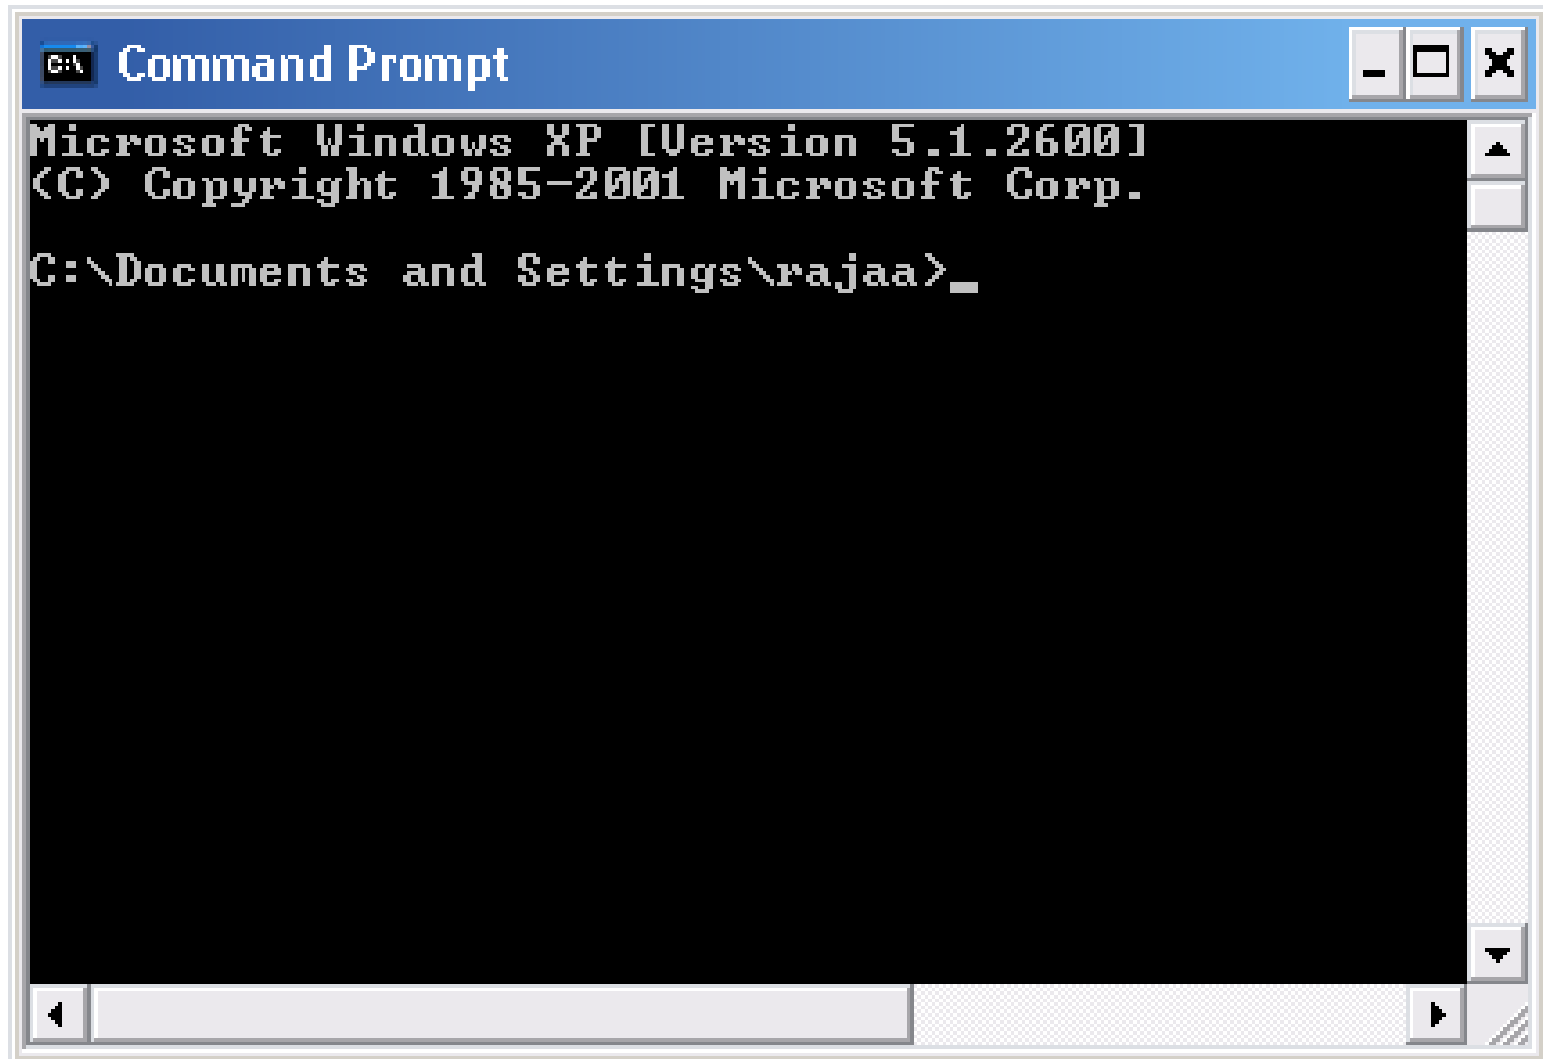 C:\ Command Prompt
Microsoft Windows XP [Version 5.1.2600]
(C) Copyright 1985-2001 Microsoft Corp.
C:\Documents and Settings\rajaa>_